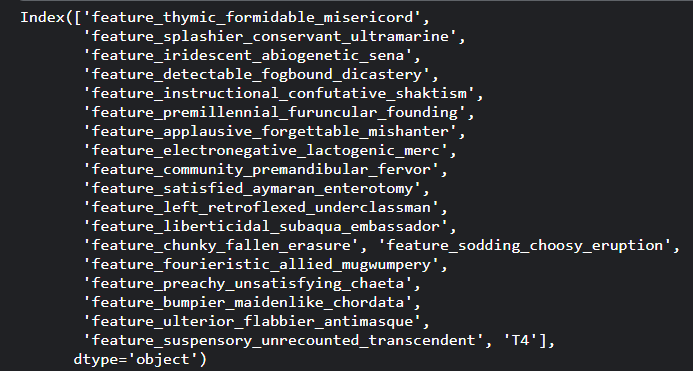 Index(['feature_thymic_formidable_misericord',
'feature_splashier_conservant_ultramarine',
'feature_iridescent_abiogenetic_sena',
'feature_detectable_fogbound_dicastery',
'feature_instructional_confutative_shaktism',
'feature_premillennial_furuncular_founding',
'feature_applausive_forgettable_mishanter',
'feature_electronegative_lactogenic_merc',
'feature_community_premandibular_fervor',
'feature_satisfied_aymaran_enterotomy',
'feature_left_retroflexed_underclassman',
'feature_liberticidal_subaqua_embassador',
'feature_chunky_fallen_erasure', 'feature_sodding_choosy_eruption',
'feature_fourieristic_allied_mugwumpery',
'feature_preachy_unsatisfying_chaeta',
'feature_bumpier_maidenlike_chordata',
'feature_ulterior_flabbier_antimasque',
'feature_suspensory_unrecounted_transcendent', 'T4'],
dtype='object')